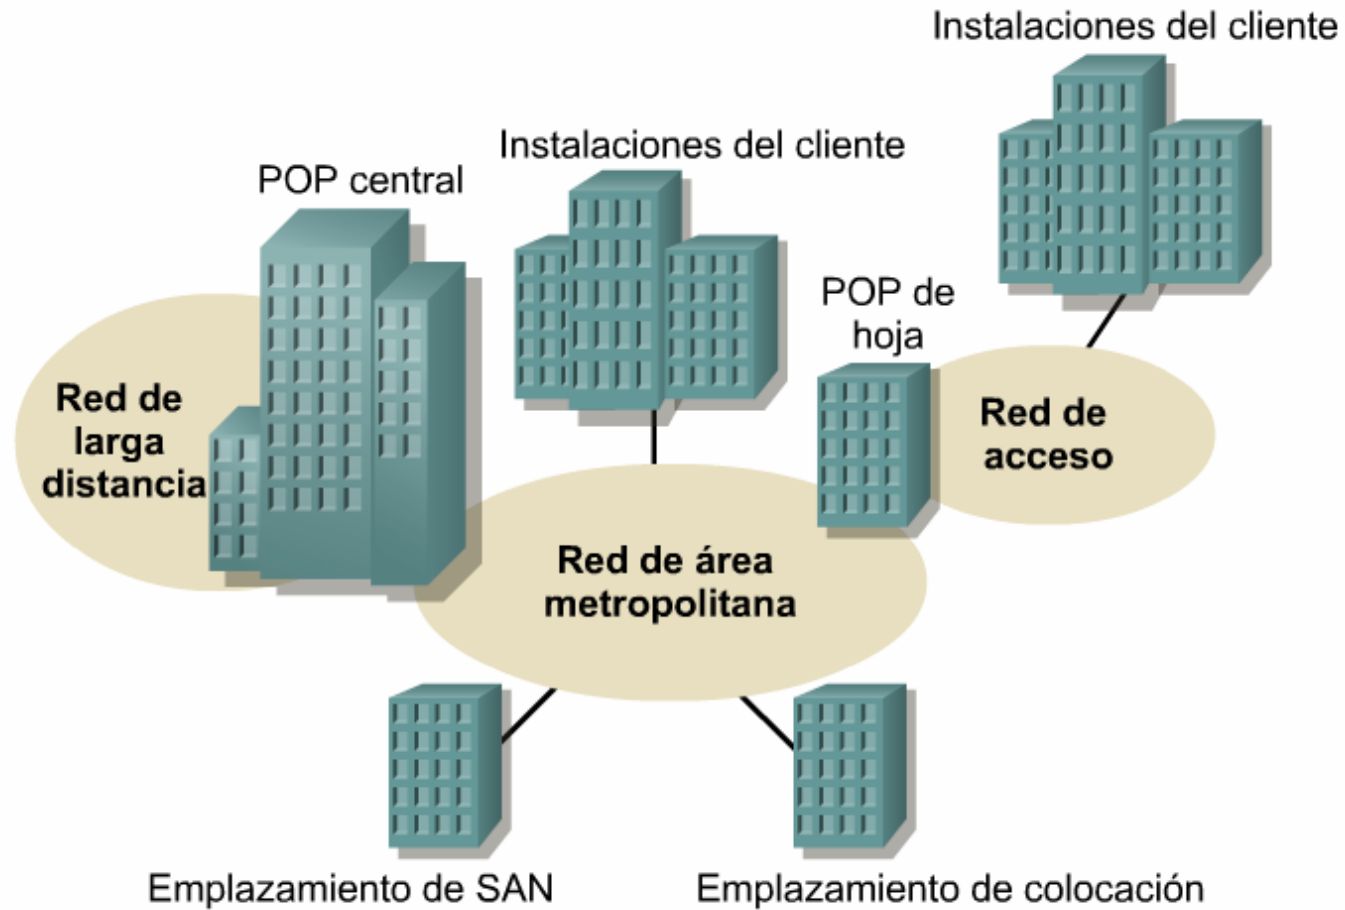 Instalaciones del cliente
Instalaciones del cliente
POP central
POP de
hoja
Red de
larga
distancia
Red de
acceso
Red de área
metropolitana
Emplazamiento de SAN
Emplazamiento de colocación